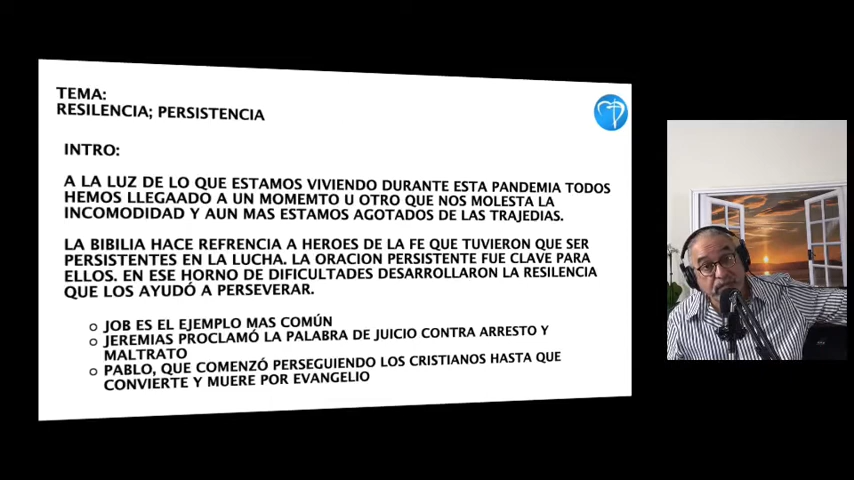 TEMA:
RESILENCIA; PERSISTENCIA
INTRO:
A LA LUZ DE LO QUE ESTAMOS VIVIENDO DURANTE ESTA PANDEMIA TODOS
HEMOS LLEGAADO A UN MOMEMTO U OTRO QUE NOS MOLESTA LA
INCOMODIDAD Y AUN MAS ESTAMOS AGOTADOS DE LAS TRAJEDIAS.
LA BIBILIA HACE REFRENCIA A HEROES DE LA FE QUE TUVIERON QUE SER
PERSISTENTES EN LA LUCHA. LA ORACION PERSISTENTE FUE CLAVE PARA
ELLOS. EN ESE HORNO DE DIFICULTADES DESARROLLARON LA RESILENCIA
QUE LOS AYUDÓ A PERSEVERAR.
○ JOB ES EL EJEMPLO MAS COMÚN
○ JEREMIAS PROCLAMÓ LA PALABRA DE JUICIO CONTRA ARRESTO Y
MALTRATO
○ PABLO, QUE COMENZÓ PERSEGUIENDO LOS CRISTIANOS HASTA QUE
CONVIERTE Y MUERE POR EVANGELIO